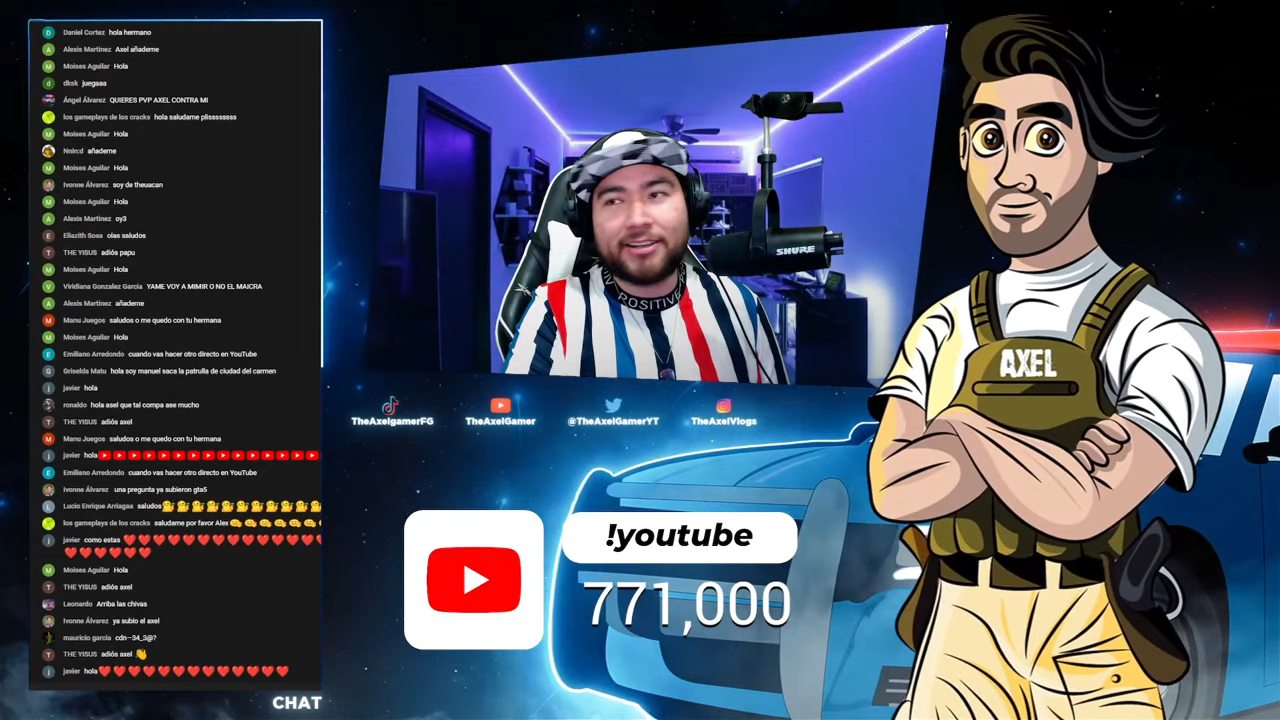 Daniel Cortez hola hermano
Alexis Martinez Axel añademe
Moises Aguilar Hola
dksk juegaaa
Ángel Álvarez QUIERES PVP AXEL CONTRA MI
los gameplays de los cracks hola saludame plisssssssss
Moises Aguilar Hola
Nnin:d añademe
Moises Aguilar Hola
Ivonne Álvarez soy de theuacan
Moises Aguilar Hola
Alexis Martinez oy3
Eliazith Sosa olas saludos
THE YISUS adiós papu
Moises Aguilar Hola
Viridiana Gonzalez Garcia YAME VOY A MIMIR O NO EL MAICRA
Alexis Martinez añademe
Manu Juegos saludos o me quedo con tu hermana
Moises Aguilar Hola
Emiliano Arredondo cuando vas hacer otro directo en YouTube
Griselda Matu hola soy manuel saca la patrulla de ciudad del carmen
javier hola
ronaldo hola asel que tal compa ase mucho
THE YISUS adiós axel
Manu Juegos saludos o me quedo con tu hermana
javier hola
Emiliano Arredondo cuando vas hacer otro directo en YouTube
Ivonne Álvarez una pregunta ya subieron gta5
Lucio Enrique Arriagaa saludos
los gameplays de los cracks saludame por favor Alex
javier como estas
Moises Aguilar Hola
THE YISUS adiós axel
Leonardo Arriba las chivas
Ivonne Álvarez ya subio el axel
mauricio garcia cdn—34_3@?
THE YISUS adiós axel
javier hola
CHAT
SHURE
POSITIVE
TheAxelgamerFG
TheAxelGamer
@TheAxelGamerYT
TheAxelVlogs
!youtube
771,000
AXEL